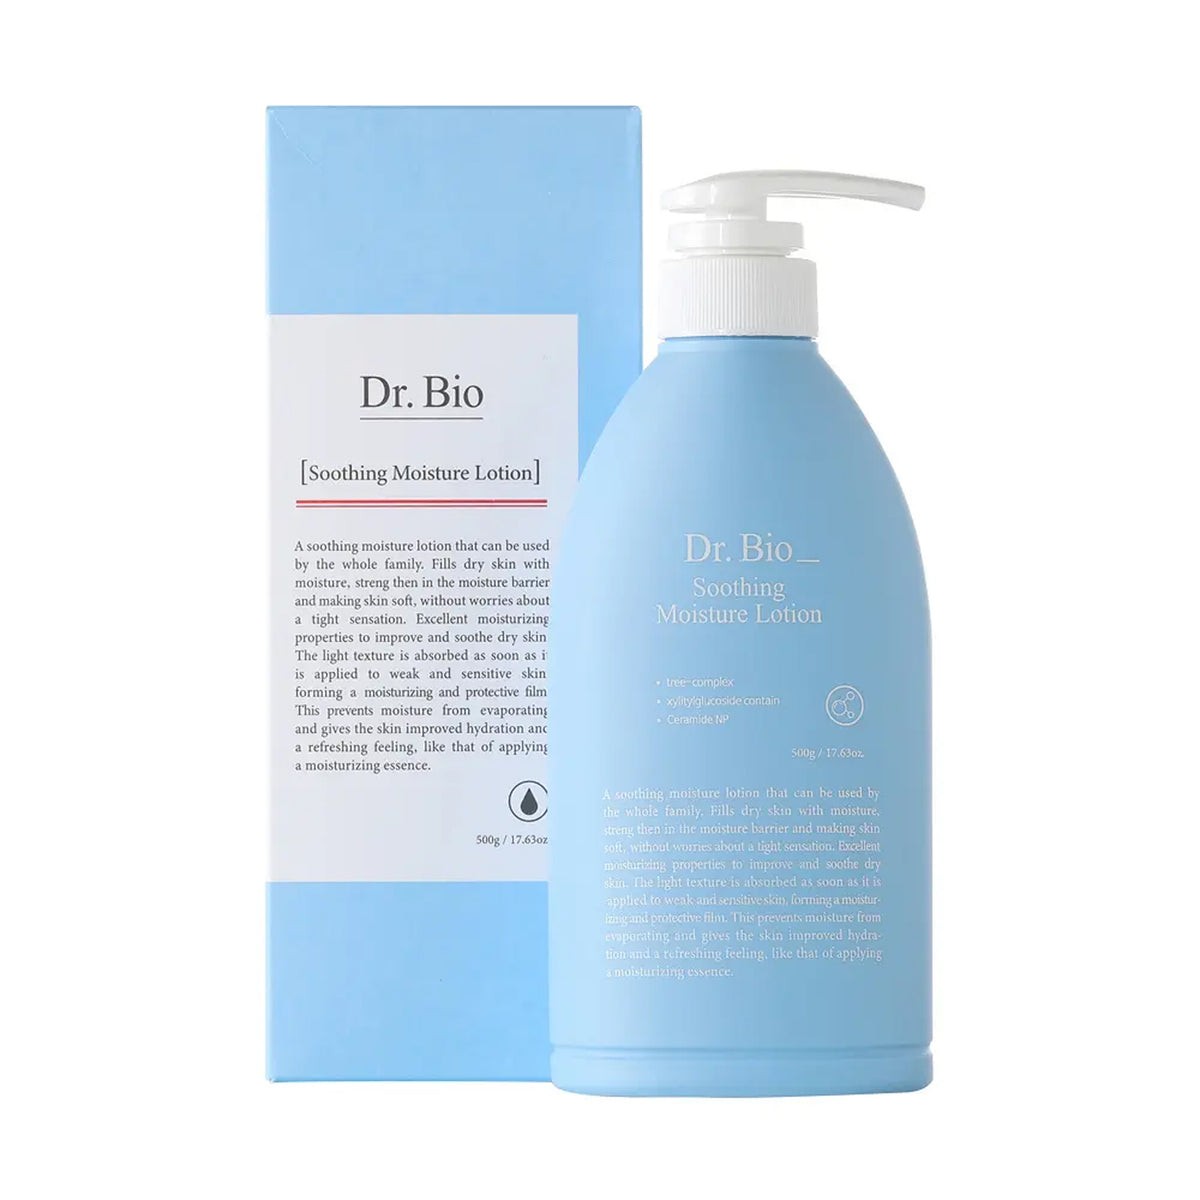 Dr. Bio
[Soothing Moisture Lotion]
A soothing moisture lotion that can be used
by the whole family. Fills dry skin with
moisture, streng then in the moisture barrier
and making skin soft, without worries about
a tight sensation. Excellent moisturizing
properties to improve and soothe dry skin
The light texture is absorbed as soon as it
is applied to weak and sensitive skin
forming a moisturizing and protective film
This prevents moisture from evaporating
and gives the skin improved hydration and
a refreshing feeling, like that of applying
a moisturizing essence.
500g / 17.63oz
Dr. Bio_
Soothing
Moisture Lotion
• tree-complex
• xylitylglucoside contain
• Ceramide NP
500g / 17.63oz.
A soothing moisture lotion that can be used by
the whole family. Fills dry skin with moisture,
streng then in the moisture barrier and making skin
soft, without worries about a tight sensation. Excellent
moisturizing properties to improve and soothe dry
skin. The light texture is absorbed as soon as it is
applied to weak and sensitive skin, forming a moistur-
izing and protective film. This prevents moisture from
evaporating and gives the skin improved hydra-
tion and a refreshing feeling, like that of applying
a moisturizing essence.